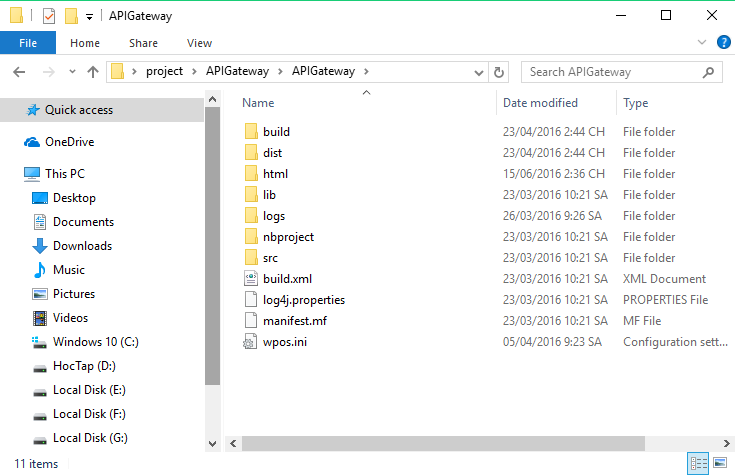 APIGateway
File Home Share View
project APIGateway APIGateway Search APIGateway
Name Date modified Type
Quick access
OneDrive
This PC
Desktop
Documents
Downloads
Music
Pictures
Videos
Windows 10 (C:)
HocTap (D:)
Local Disk (E:)
Local Disk (F:)
Local Disk (G:)
build 23/04/2016 2:44 CH File folder
dist 23/04/2016 2:44 CH File folder
html 15/06/2016 2:36 CH File folder
lib 23/03/2016 10:21 SA File folder
logs 26/03/2016 9:26 SA File folder
nbproject 23/03/2016 10:21 SA File folder
src 23/03/2016 10:21 SA File folder
build.xml 23/03/2016 10:21 SA XML Document
log4j.properties 23/03/2016 10:21 SA PROPERTIES File
manifest.mf 23/03/2016 10:21 SA MF File
wpos.ini 05/04/2016 9:23 SA Configuration sett...
11 items